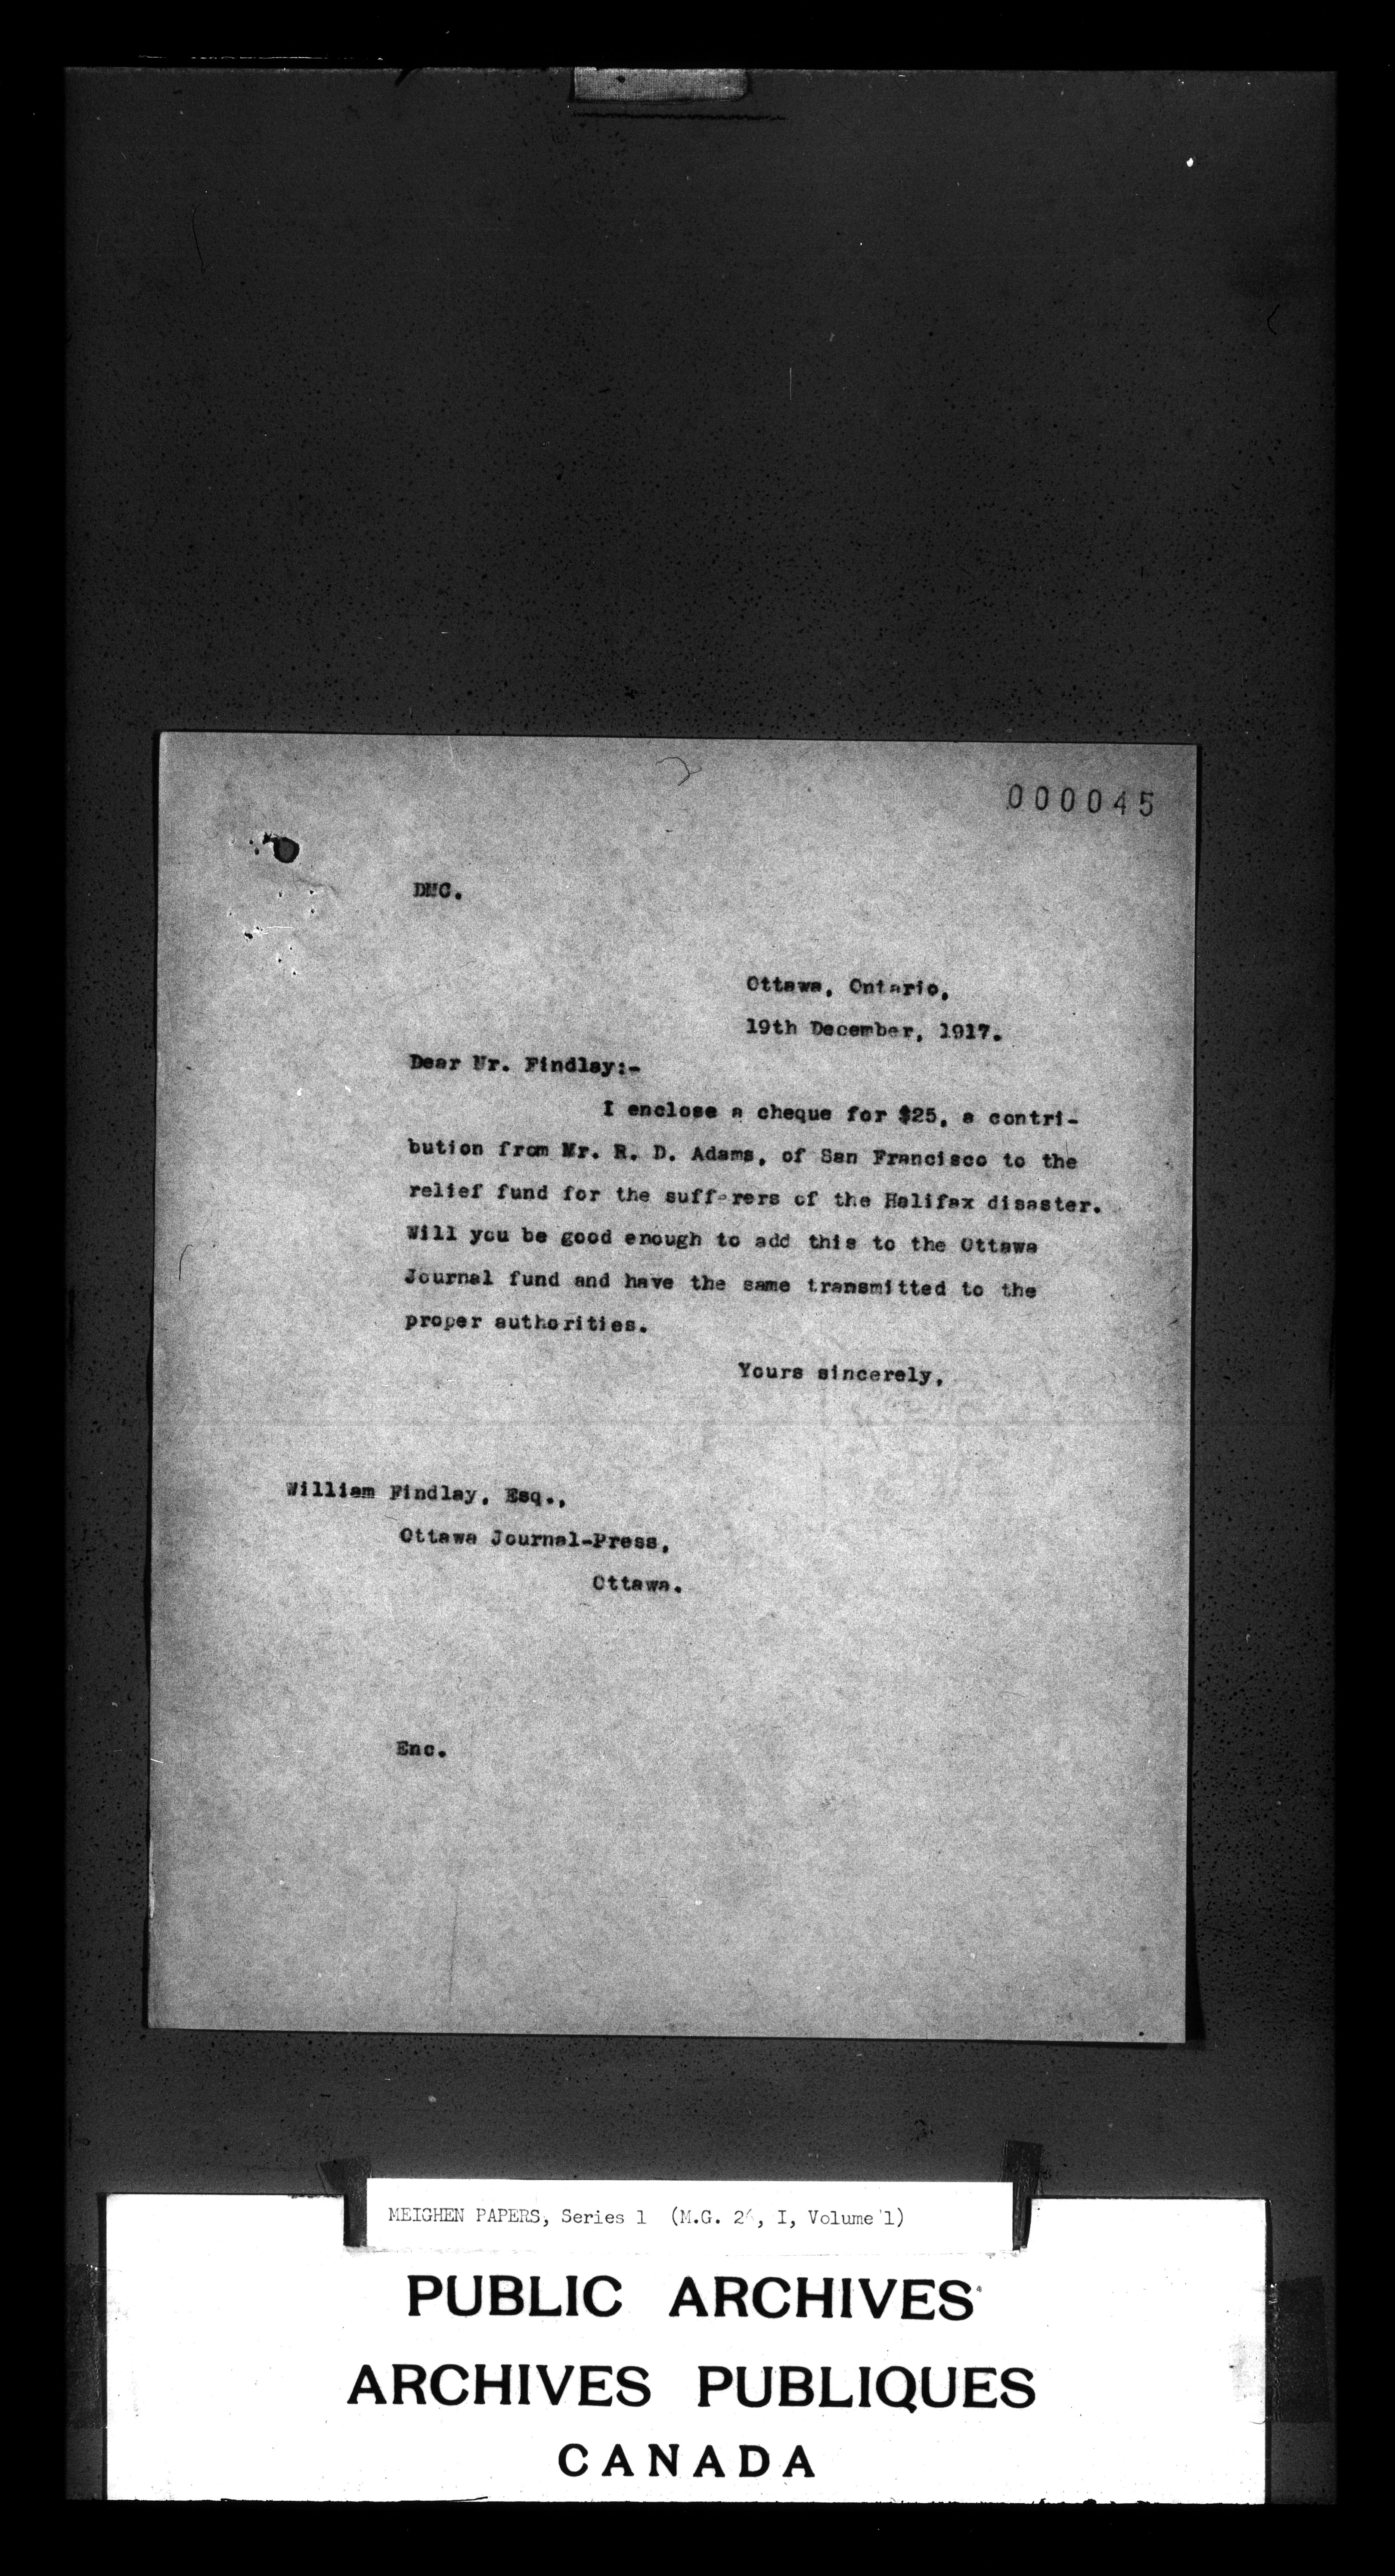 000045
DMC.
Ottawa, Ontario,
19th December, 1917.
Dear Mr. Findlay:-
I enclose a cheque for $25, a contri-
bution from Mr. R. D. Adams, of San Francisco to the
relief fund for the sufferers of the Halifax disaster.
Will you be good enough to add this to the Ottawa
Journal fund and have the same transmitted to the
proper authorities.
Yours sincerely,
William Findlay, Esq.,
Ottawa Journal-Press,
Ottawa.
Enc.
MEIGHEN PAPERS, Series 1 (M.G. 26, I, Volume 1)
PUBLIC ARCHIVES
ARCHIVES PUBLIQUES
CANADA